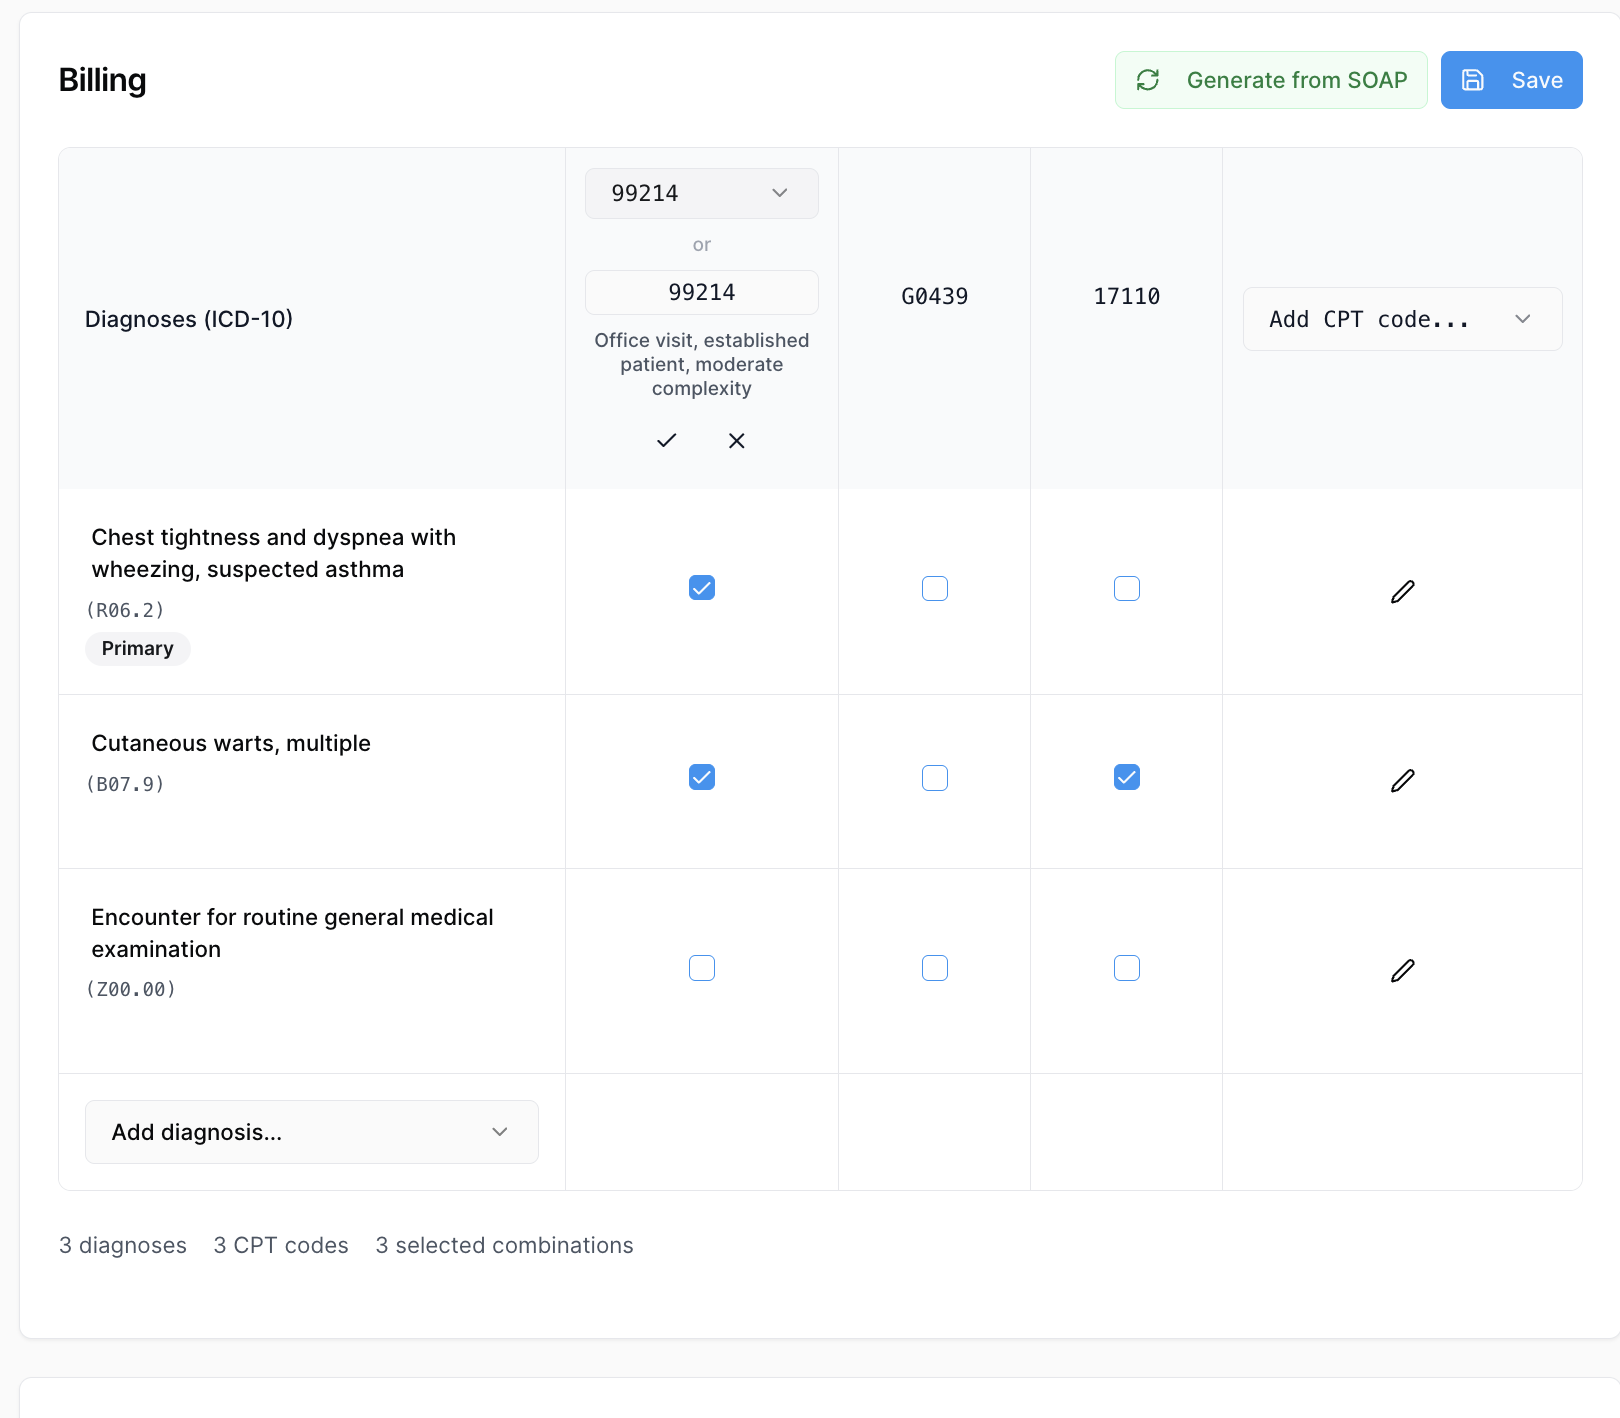 Billing
Generate from SOAP
Save
Diagnoses (ICD-10)
99214
or
99214
Office visit, established
patient, moderate
complexity
G0439
17110
Add CPT code...
Chest tightness and dyspnea with
wheezing, suspected asthma
(R06.2)
Primary
Cutaneous warts, multiple
(B07.9)
Encounter for routine general medical
examination
(Z00.00)
Add diagnosis...
3 diagnoses 3 CPT codes 3 selected combinations